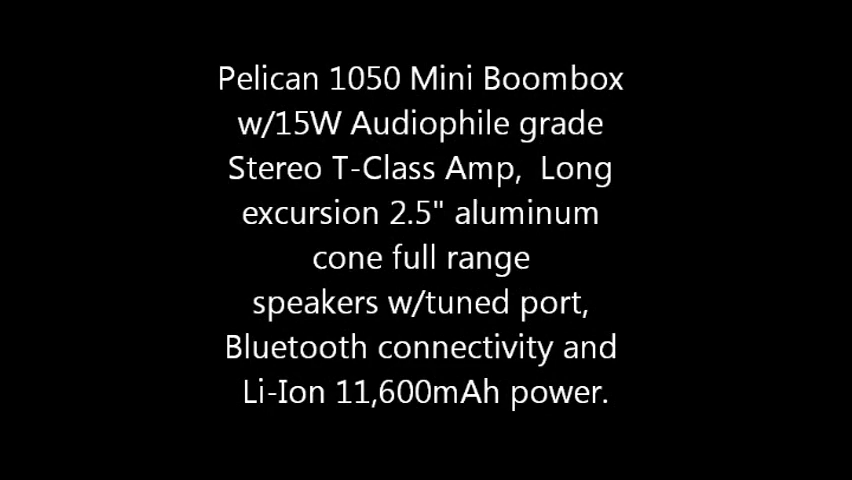 Pelican 1050 Mini Boombox
w/15W Audiophile grade
Stereo T-Class Amp,  Long
excursion 2.5" aluminum
cone full range
speakers w/tuned port,
Bluetooth connectivity and
Li-Ion 11,600mAh power.